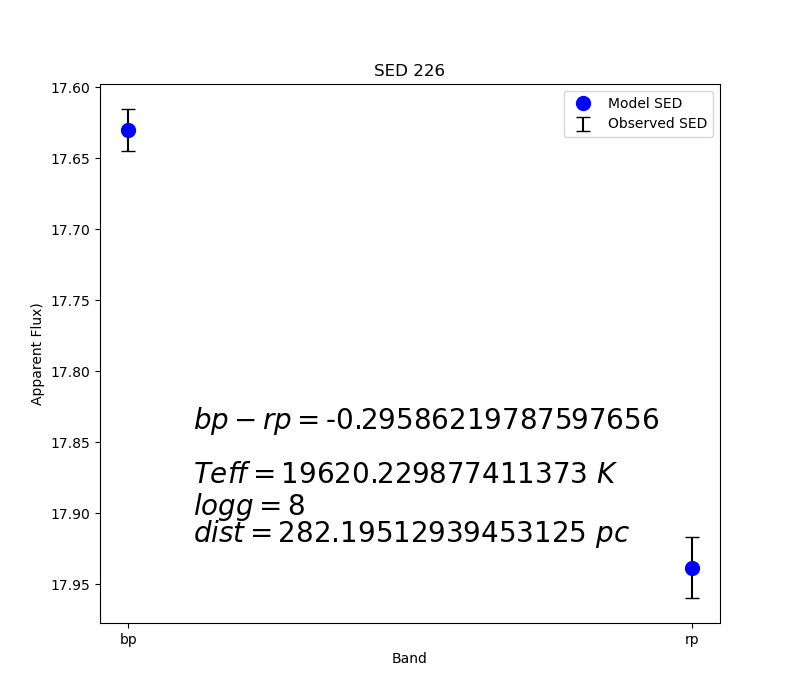 SED 226
17.60
17.65
17.70
17.75
17.80
17.85
17.90
17.95
Apparent Flux)
Model SED
Observed SED
bp − rp = -0.29586219787597656
Teff = 19620.229877411373 K
logg = 8
dist = 282.19512939453125 pc
bp
rp
Band